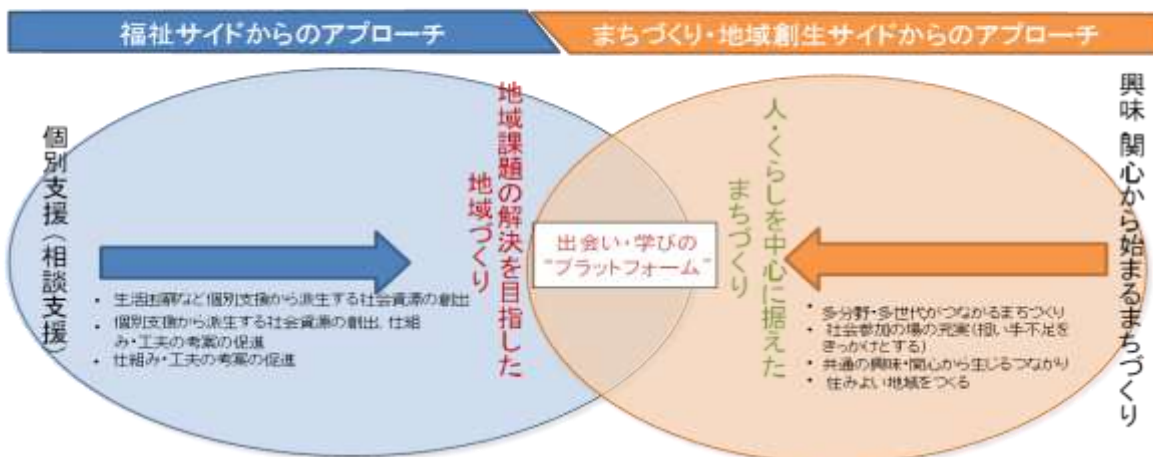 福祉サイドからのアプローチ
まちづくり・地域創生サイドからのアプローチ
個別支援(相談支援)
地域課題の解決を目指した
地域づくり
• 生活困窮など個別支援から派生する社会資源の創出
• 個別支援から派生する社会資源の創出、仕組
み・工夫の考案の促進
• 仕組み・工夫の考案の促進
出会い・学びの
“プラットフォーム”
人・くらしを中心に据えた
まちづくり
• 多分野・多世代がつながるまちづくり
• 社会参加の場の充実(担い手不足を
きっかけとする)
• 共通の興味・関心から生じるつながり
• 住みよい地域をつくる
興味 関心から始まるまちづくり